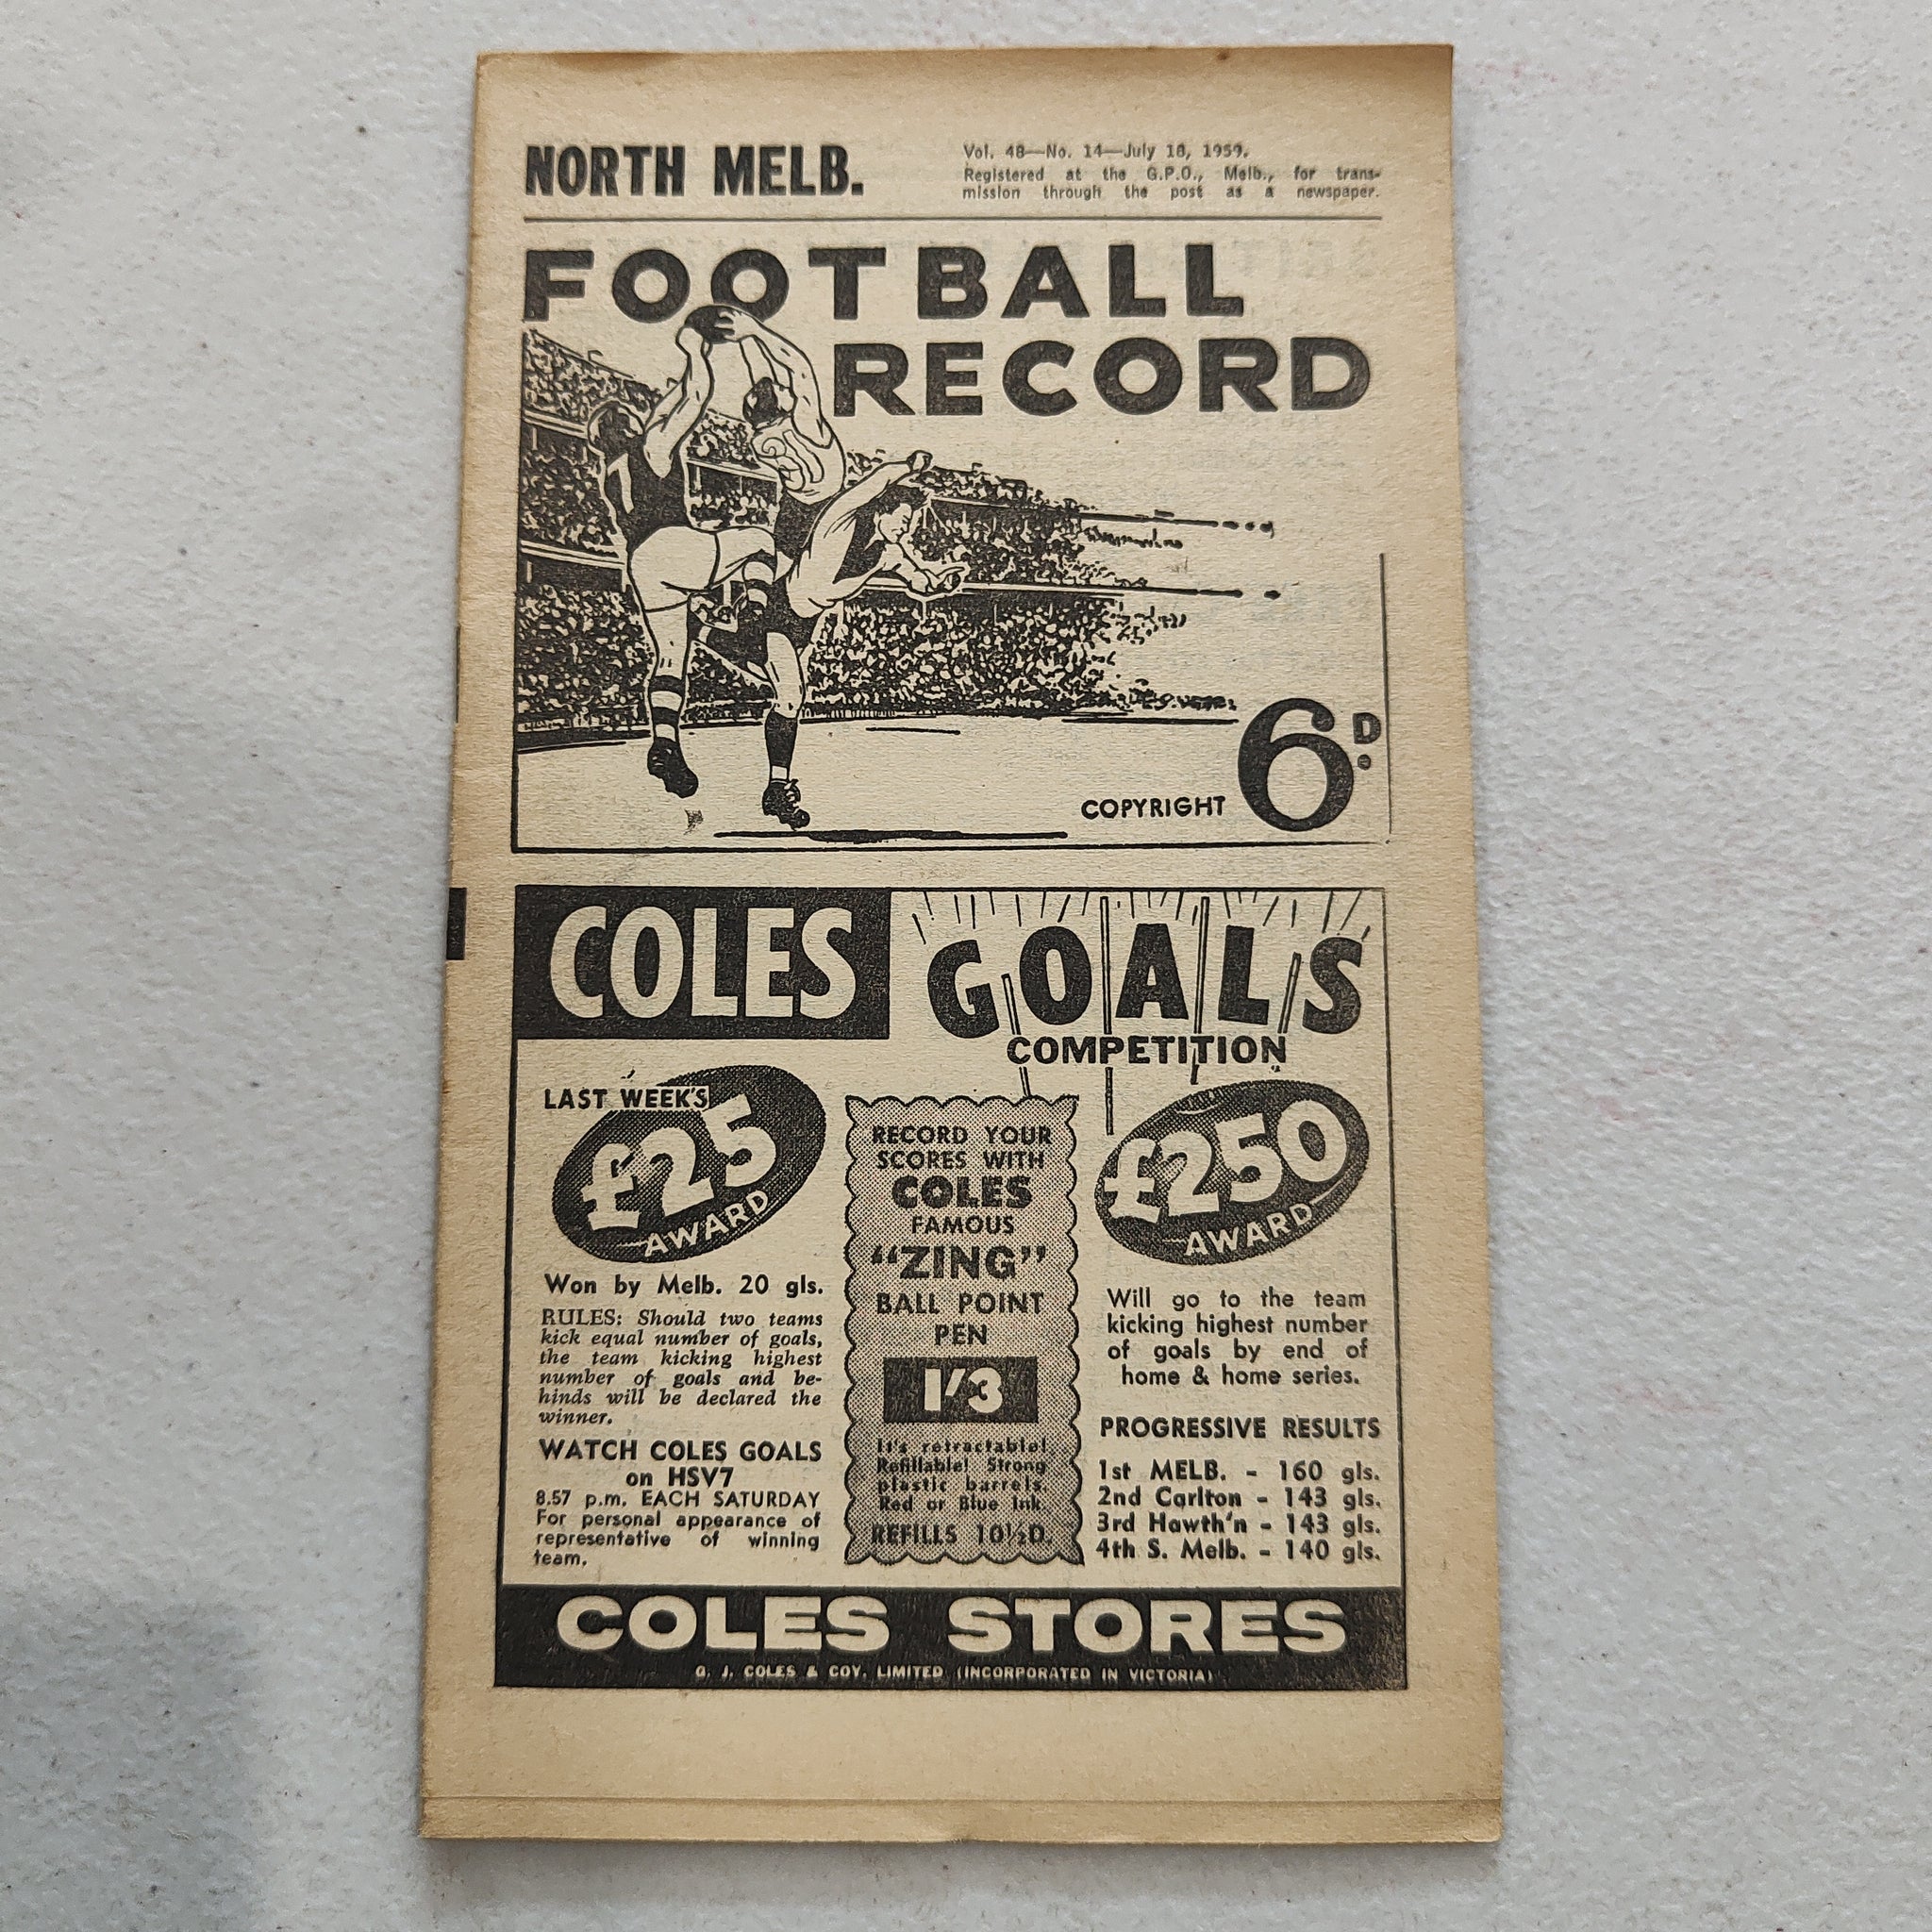 NORTH MELB.
Vol. 48—No. 14—July 18, 1959.
Registered at the G.P.O., Melb., for trans-
mission through the post as a newspaper.
FOOTBALL
RECORD
7
COPYRIGHT 6D.
COLES GOALS
COMPETITION
LAST WEEK'S
£25
AWARD
Won by Melb. 20 gls.
RULES: Should two teams
kick equal number of goals,
the team kicking highest
number of goals and be-
hinds will be declared the
winner.
WATCH COLES GOALS
on HSV7
8.57 p.m. EACH SATURDAY
For personal appearance of
representative of winning
team.
RECORD YOUR
SCORES WITH
COLES
FAMOUS
"ZING"
BALL POINT
PEN
1'3
It's retractable!
Refillable! Strong
plastic barrels.
Red or Blue Ink.
REFILLS 10½D.
£250
AWARD
Will go to the team
kicking highest number
of goals by end of
home & home series.
PROGRESSIVE RESULTS
1st MELB. - 160 gls.
2nd Carlton - 143 gls.
3rd Hawth'n - 143 gls.
4th S. Melb. - 140 gls.
COLES STORES
G. J. COLES & COY. LIMITED (INCORPORATED IN VICTORIA)